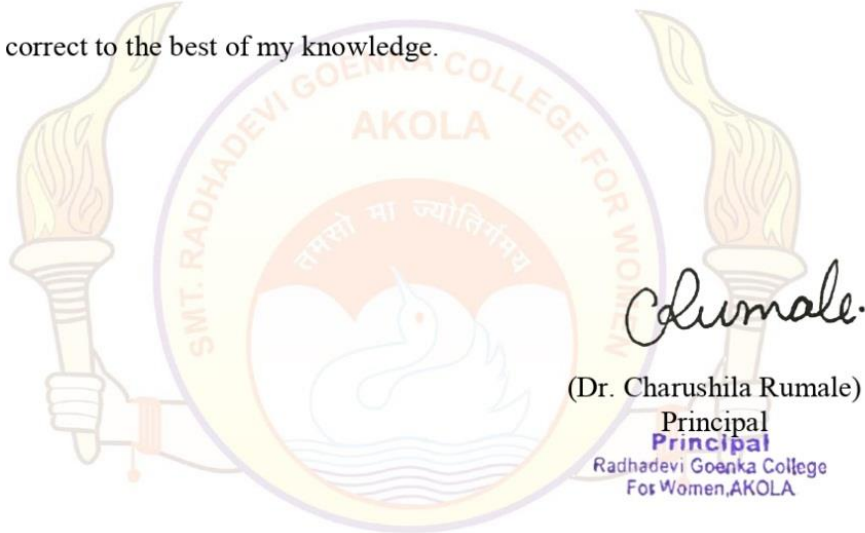 correct to the best of my knowledge.
SMT. RADHADEVI GOENKA COLLEGE FOR WOMEN
AKOLA
तमसो मा ज्योतिर्गमय
CRumale.
(Dr. Charushila Rumale)
Principal
Principal
Radhadevi Goenka College
For Women, AKOLA